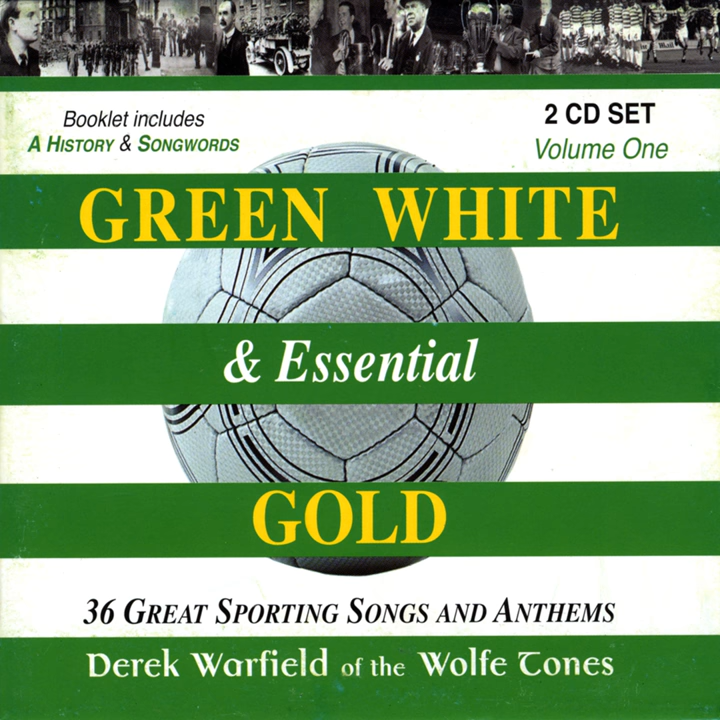 Booklet includes
A HISTORY & SONGWORDS
2 CD SET
Volume One
GREEN WHITE
& Essential
GOLD
36 GREAT SPORTING SONGS AND ANTHEMS
Derek Warfield of the Wolfe Tones